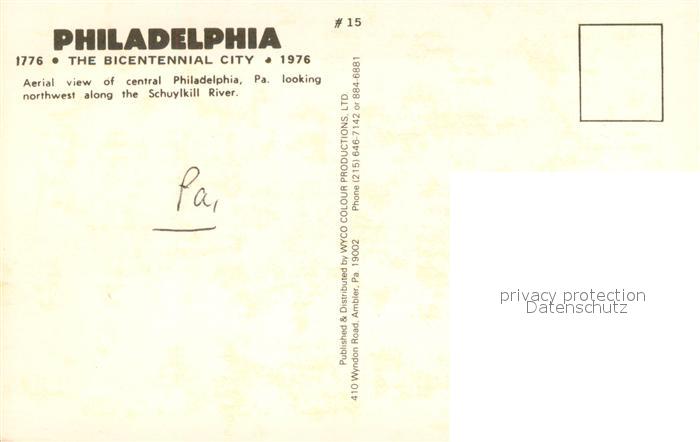 # 15
PHILADELPHIA
1776 • THE BICENTENNIAL CITY • 1976
Aerial view of central Philadelphia, Pa. looking
northwest along the Schuylkill River.
Pa,
Published & Distributed by WYCO COLOUR PRODUCTIONS, LTD.
410 Wyndon Road, Ambler, Pa. 19002 Phone (215) 646-7142 or 884-6881
privacy protection
Datenschutz